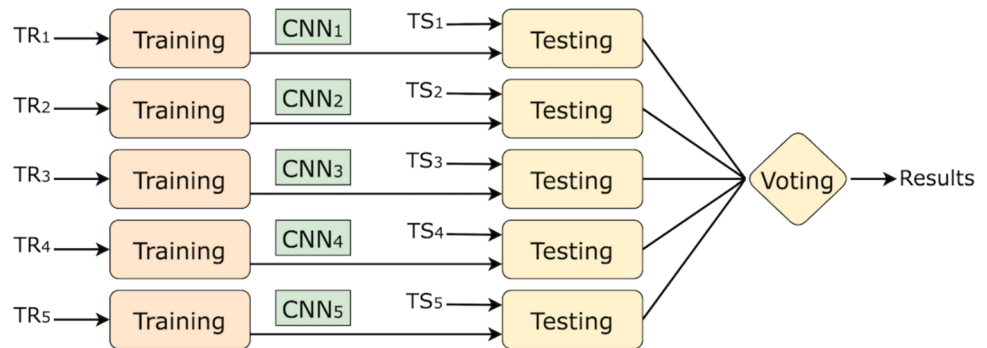 TR1 Training CNN1 TS1 Testing
TR2 Training CNN2 TS2 Testing
TR3 Training CNN3 TS3 Testing
Voting Results
TR4 Training CNN4 TS4 Testing
TR5 Training CNN5 TS5 Testing